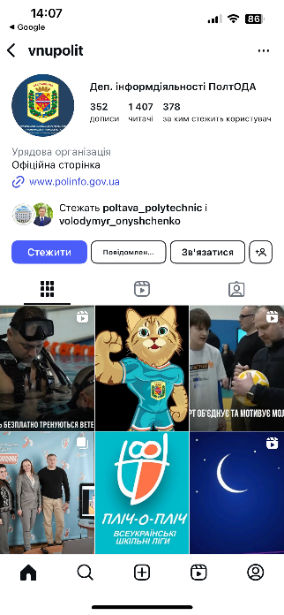 14:07
86
Google
vnupolit
Деп. інформдіяльності ПолтОДА
352 1 407 378
дописи читачі за ким стежить користувач
Урядова організація
Офіційна сторінка
www.polinfo.gov.ua
Стежать poltava_polytechnic і
volodymyr_onyshchenko
Стежити Повідомлен... Зв'язатися
Ь БЕЗПЛАТНО ТРЕНУЮТЬСЯ ВЕТЕ
РТ ОБ'ЄДНУЄ ТА МОТИВУЄ МОЛ
ПЛІЧ-О-ПЛІЧ
ВСЕУКРАЇНСЬКІ
ШКІЛЬНІ ЛІГИ